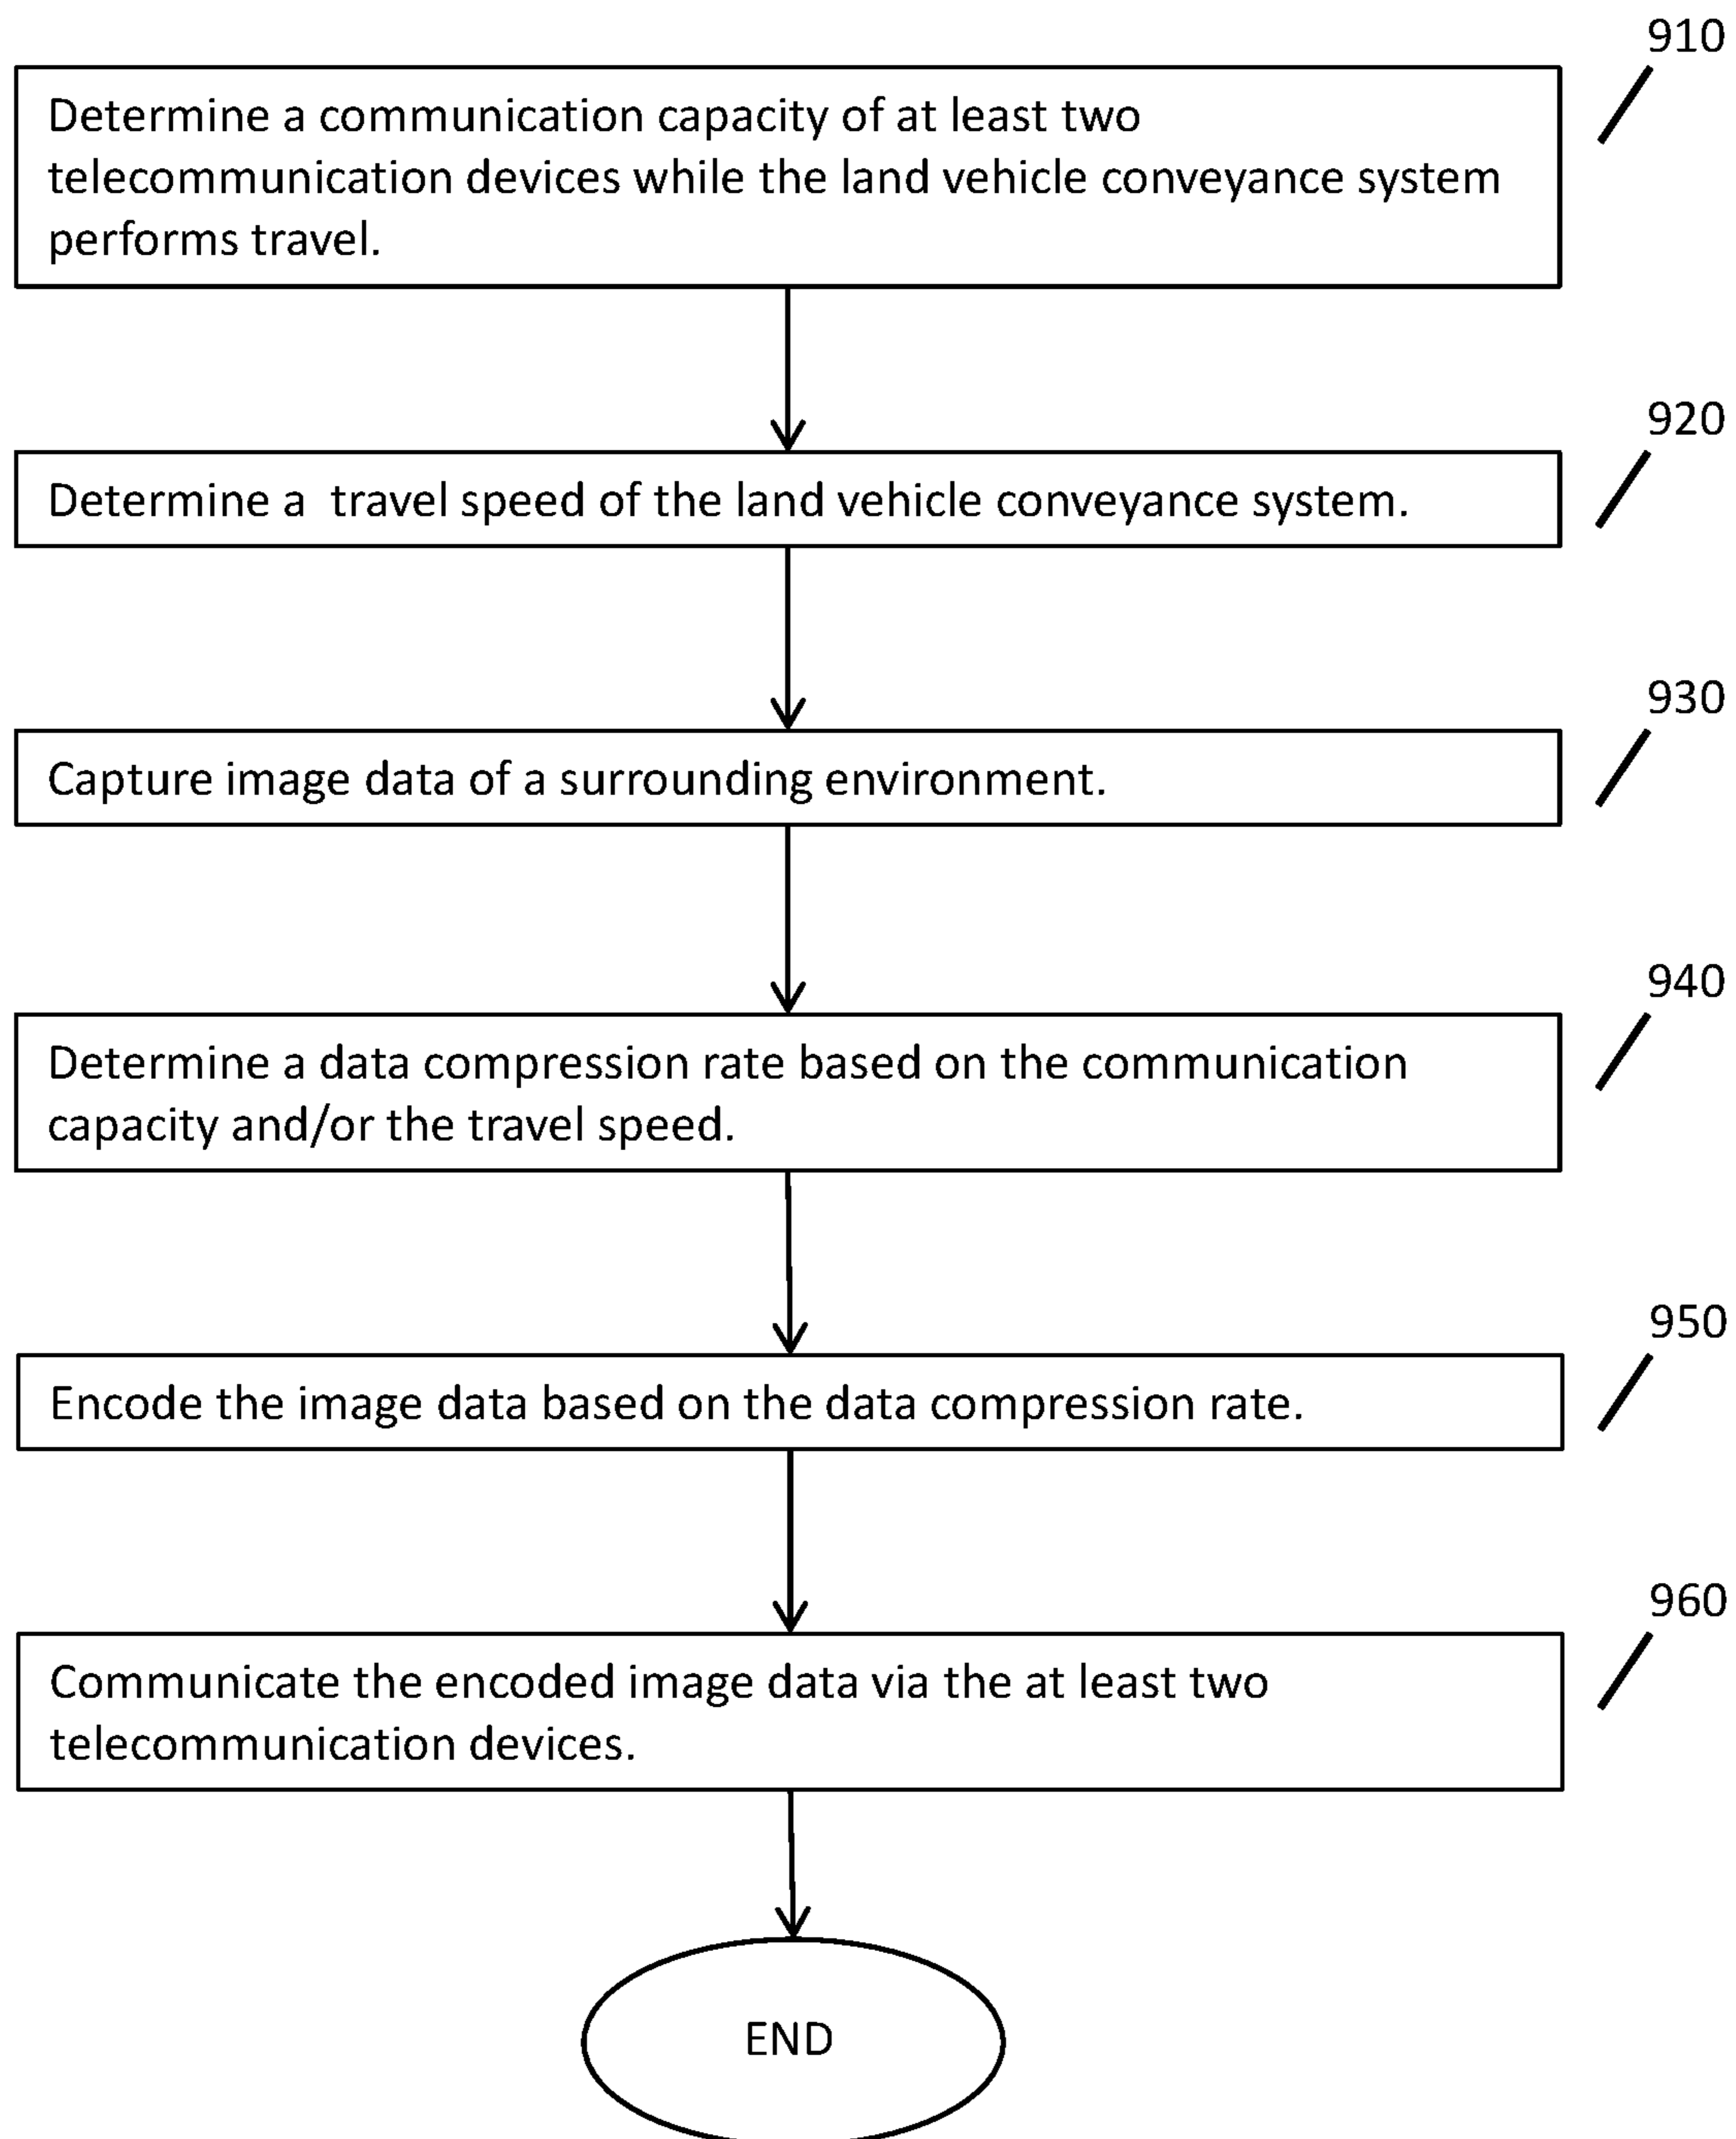 910
Determine a communication capacity of at least two
telecommunication devices while the land vehicle conveyance system
performs travel.
920
Determine a  travel speed of the land vehicle conveyance system.
930
Capture image data of a surrounding environment.
940
Determine a data compression rate based on the communication
capacity and/or the travel speed.
950
Encode the image data based on the data compression rate.
960
Communicate the encoded image data via the at least two
telecommunication devices.
END